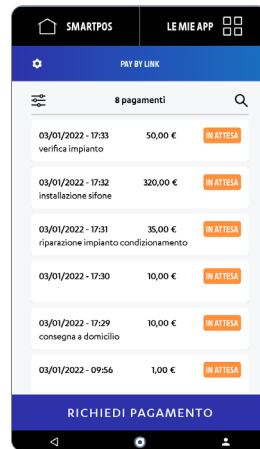 SMARTPOS LE MIE APP
PAY BY LINK
8 pagamenti
03/01/2022 - 17:33 50,00 € IN ATTESA
verifica impianto
03/01/2022 - 17:32 320,00 € IN ATTESA
installazione sifone
03/01/2022 - 17:31 35,00 € IN ATTESA
riparazione impianto condizionamento
03/01/2022 - 17:30 10,00 € IN ATTESA
03/01/2022 - 17:29 10,00 € IN ATTESA
consegna a domicilio
03/01/2022 - 09:56 1,00 € IN ATTESA
RICHIEDI PAGAMENTO